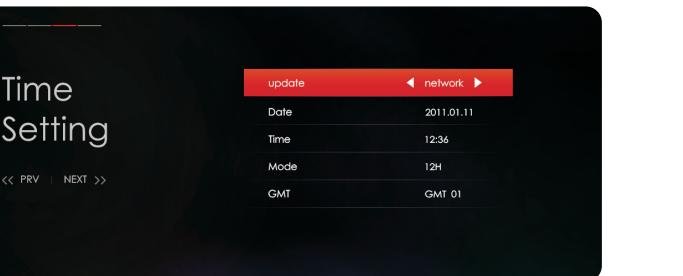 Time
Setting
<< PRV | NEXT >>
update ◀ network ▶
Date 2011.01.11
Time 12:36
Mode 12H
GMT GMT 01